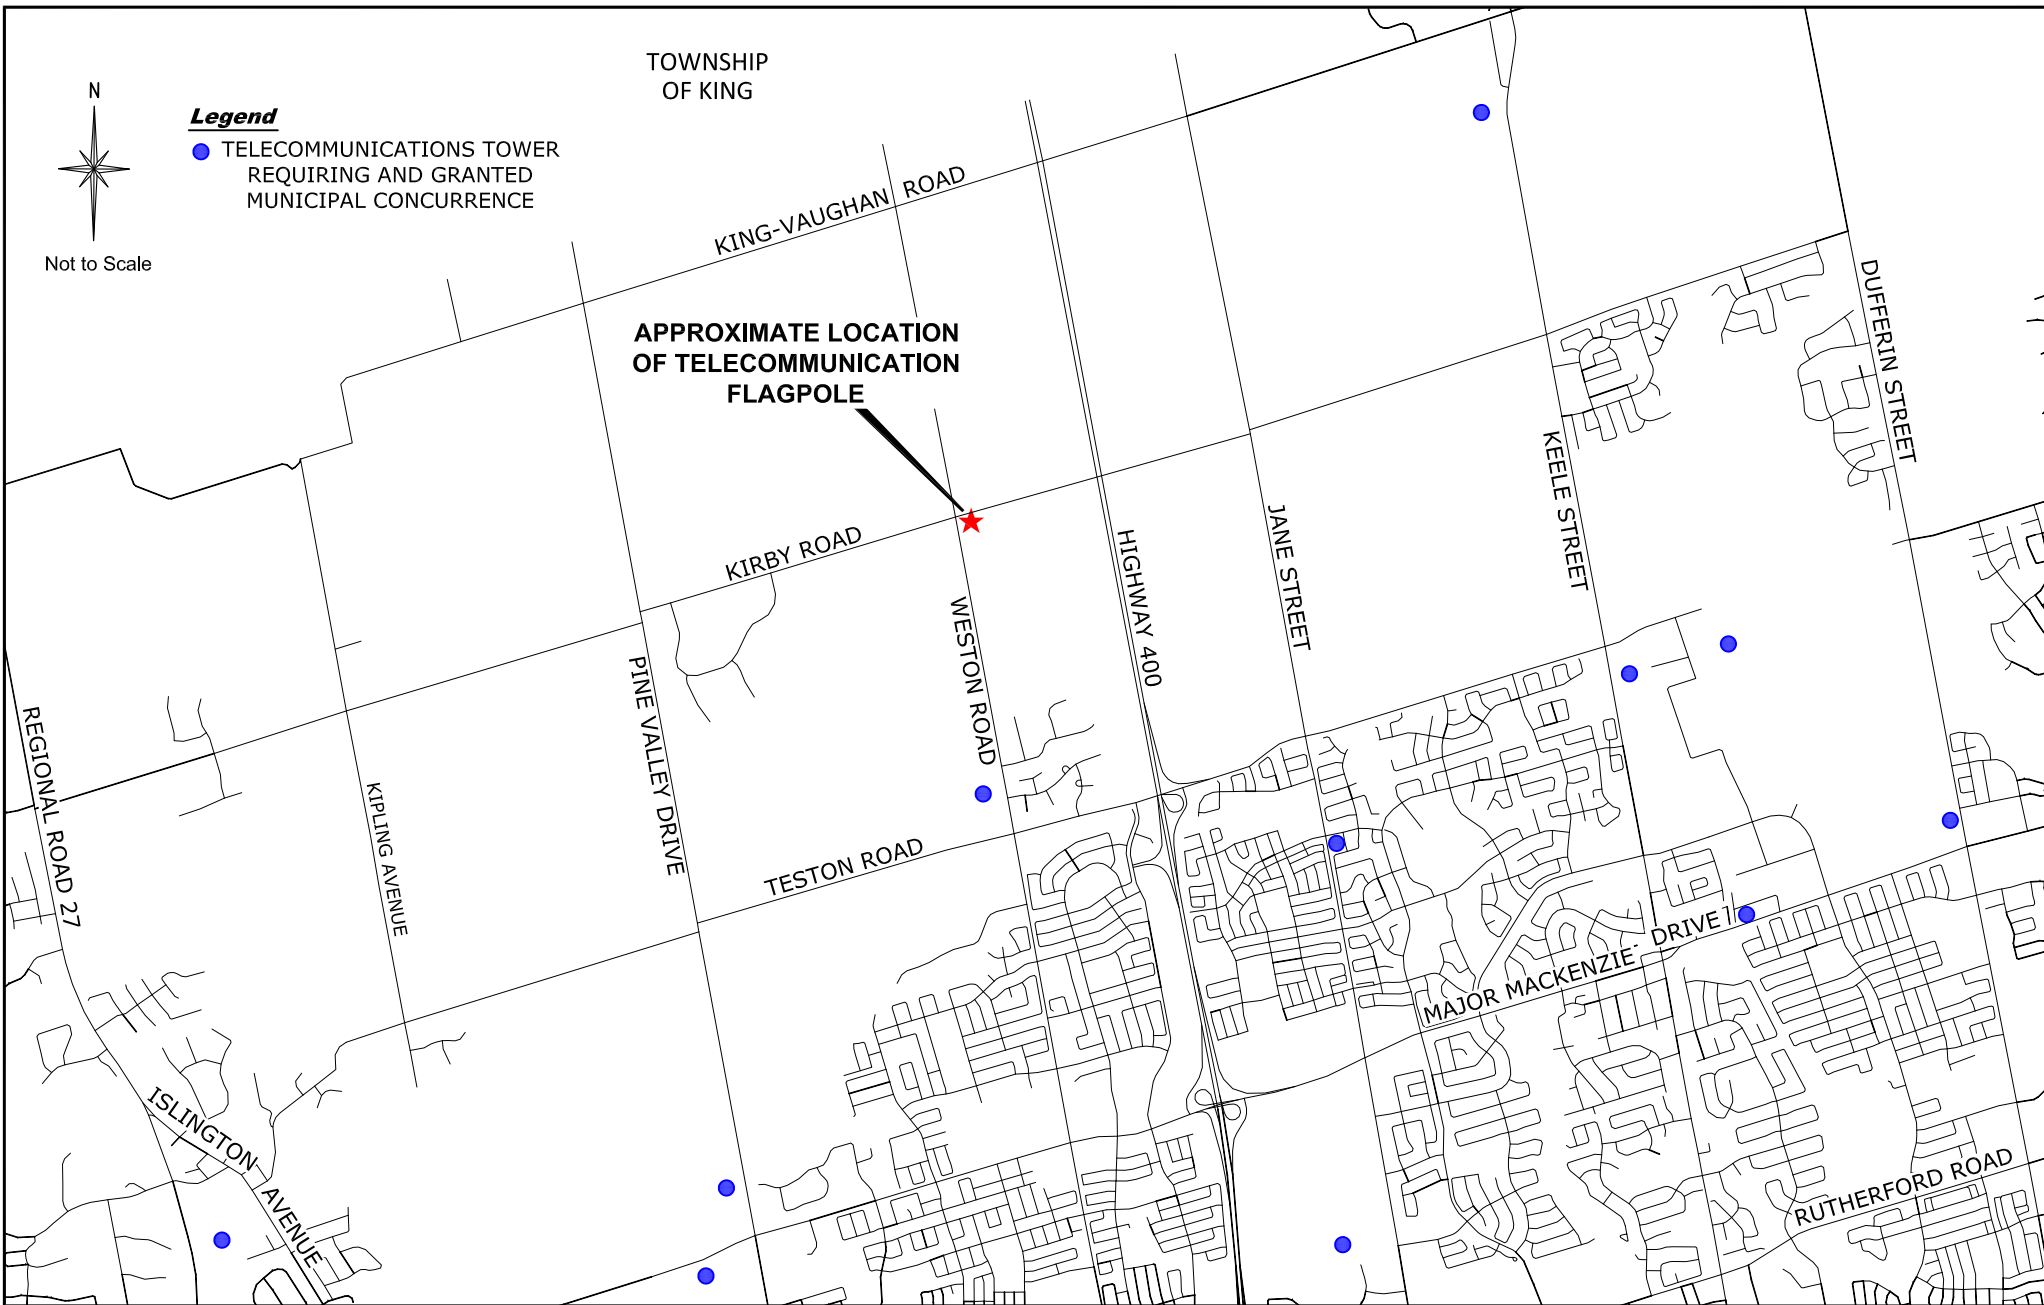 TOWNSHIP
OF KING
N
Not to Scale
Legend
TELECOMMUNICATIONS TOWER
REQUIRING AND GRANTED
MUNICIPAL CONCURRENCE
KING-VAUGHAN ROAD
APPROXIMATE LOCATION
OF TELECOMMUNICATION
FLAGPOLE
KIRBY ROAD
DUFFERIN STREET
KEELE STREET
JANE STREET
HIGHWAY 400
WESTON ROAD
PINE VALLEY DRIVE
KIPLING AVENUE
REGIONAL ROAD 27
TESTON ROAD
MAJOR MACKENZIE DRIVE
ISLINGTON AVENUE
RUTHERFORD ROAD